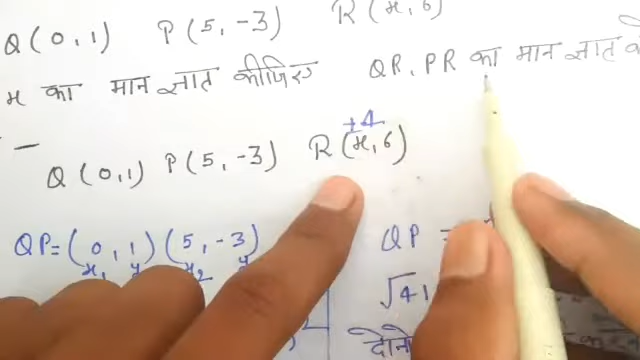 Q(0,1) P(5,-3) R(x,6)
x का मान ज्ञात कीजिए QR, PR का मान ज्ञात
±4
Q(0,1) P(5,-3) R(x,6)
QP=(0,1)(5,-3) QP =
x₁ y x₂ y √41